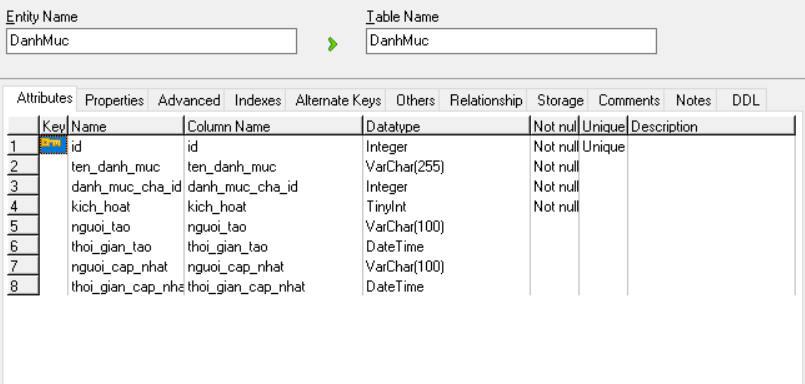 Entity Name Table Name
DanhMuc DanhMuc
Attributes Properties Advanced Indexes Alternate Keys Others Relationship Storage Comments Notes DDL
Key Name Column Name Datatype Not nul Unique Description
1 id id Integer Not null Unique
2 ten_danh_muc ten_danh_muc VarChar(255) Not null
3 danh_muc_cha_id danh_muc_cha_id Integer Not null
4 kich_hoat kich_hoat TinyInt Not null
5 nguoi_tao nguoi_tao VarChar(100)
6 thoi_gian_tao thoi_gian_tao DateTime
7 nguoi_cap_nhat nguoi_cap_nhat VarChar(100)
8 thoi_gian_cap_nha thoi_gian_cap_nhat DateTime